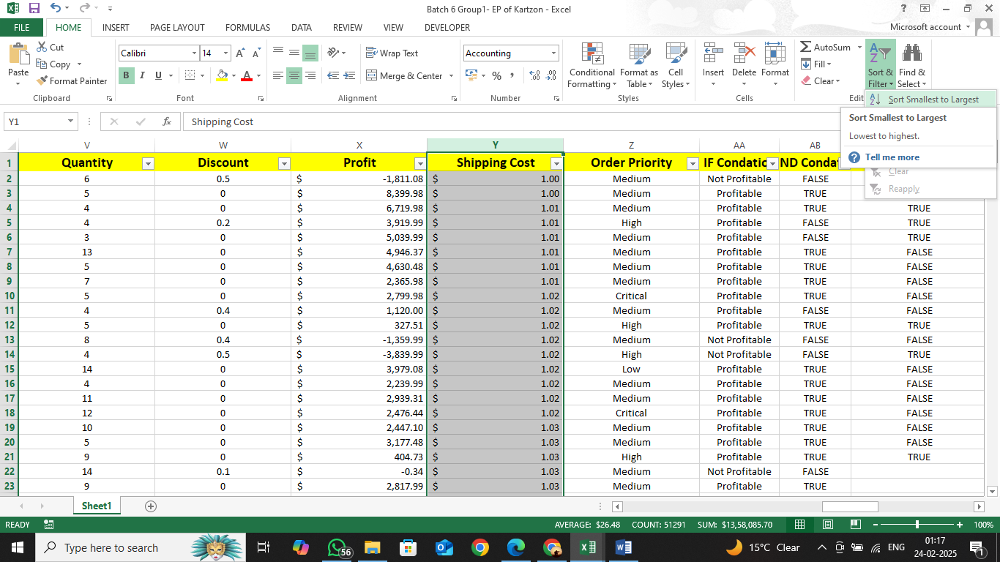 Batch 6 Group1- EP of Kartzon - Excel
FILE HOME INSERT PAGE LAYOUT FORMULAS DATA REVIEW VIEW DEVELOPER Microsoft account
Paste
Cut
Copy
Format Painter
Clipboard
Calibri 14
B I U
Font
Wrap Text
Merge & Center
Alignment
Accounting
%
Number
Conditional Formatting
Format as Table
Cell Styles
Styles
Insert Delete Format
Cells
AutoSum
Fill
Clear
Sort & Filter
Find & Select
Edit
Sort Smallest to Largest
Sort Smallest to Largest
Lowest to highest.
Tell me more
Clear
Reapply
Y1 fx Shipping Cost
V W X Y Z AA AB
1 Quantity Discount Profit Shipping Cost Order Priority IF Condatio ND Condat
2 6 0.5 $ -1,811.08 $ 1.00 Medium Not Profitable FALSE
3 5 0 $ 8,399.98 $ 1.00 Medium Profitable TRUE
4 4 0 $ 6,719.98 $ 1.01 Medium Profitable TRUE TRUE
5 4 0.2 $ 3,919.99 $ 1.01 High Profitable FALSE TRUE
6 3 0 $ 5,039.99 $ 1.01 Medium Profitable FALSE TRUE
7 13 0 $ 4,946.37 $ 1.01 Medium Profitable TRUE FALSE
8 5 0 $ 4,630.48 $ 1.01 Medium Profitable TRUE FALSE
9 7 0 $ 2,365.98 $ 1.01 Medium Profitable TRUE FALSE
10 5 0 $ 2,799.98 $ 1.02 Critical Profitable TRUE FALSE
11 4 0.4 $ 1,120.00 $ 1.02 Medium Profitable FALSE FALSE
12 5 0 $ 327.51 $ 1.02 High Profitable TRUE TRUE
13 8 0.4 $ -1,359.99 $ 1.02 Medium Not Profitable FALSE FALSE
14 4 0.5 $ -3,839.99 $ 1.02 High Not Profitable FALSE TRUE
15 14 0 $ 3,979.08 $ 1.02 Low Profitable TRUE FALSE
16 4 0 $ 2,239.99 $ 1.02 Medium Profitable TRUE FALSE
17 11 0 $ 2,939.31 $ 1.02 Medium Profitable TRUE FALSE
18 12 0 $ 2,476.44 $ 1.02 Critical Profitable TRUE FALSE
19 10 0 $ 2,447.10 $ 1.03 Medium Profitable TRUE FALSE
20 5 0 $ 3,177.48 $ 1.03 Medium Profitable TRUE FALSE
21 9 0 $ 404.73 $ 1.03 High Profitable TRUE TRUE
22 14 0.1 $ -0.34 $ 1.03 Medium Not Profitable FALSE
23 9 0 $ 2,817.99 $ 1.03 Medium Profitable TRUE
Sheet1
READY AVERAGE: $26.48 COUNT: 51291 SUM: $13,58,085.70 100%
Type here to search 56 15°C Clear ENG 01:17
24-02-2025 1